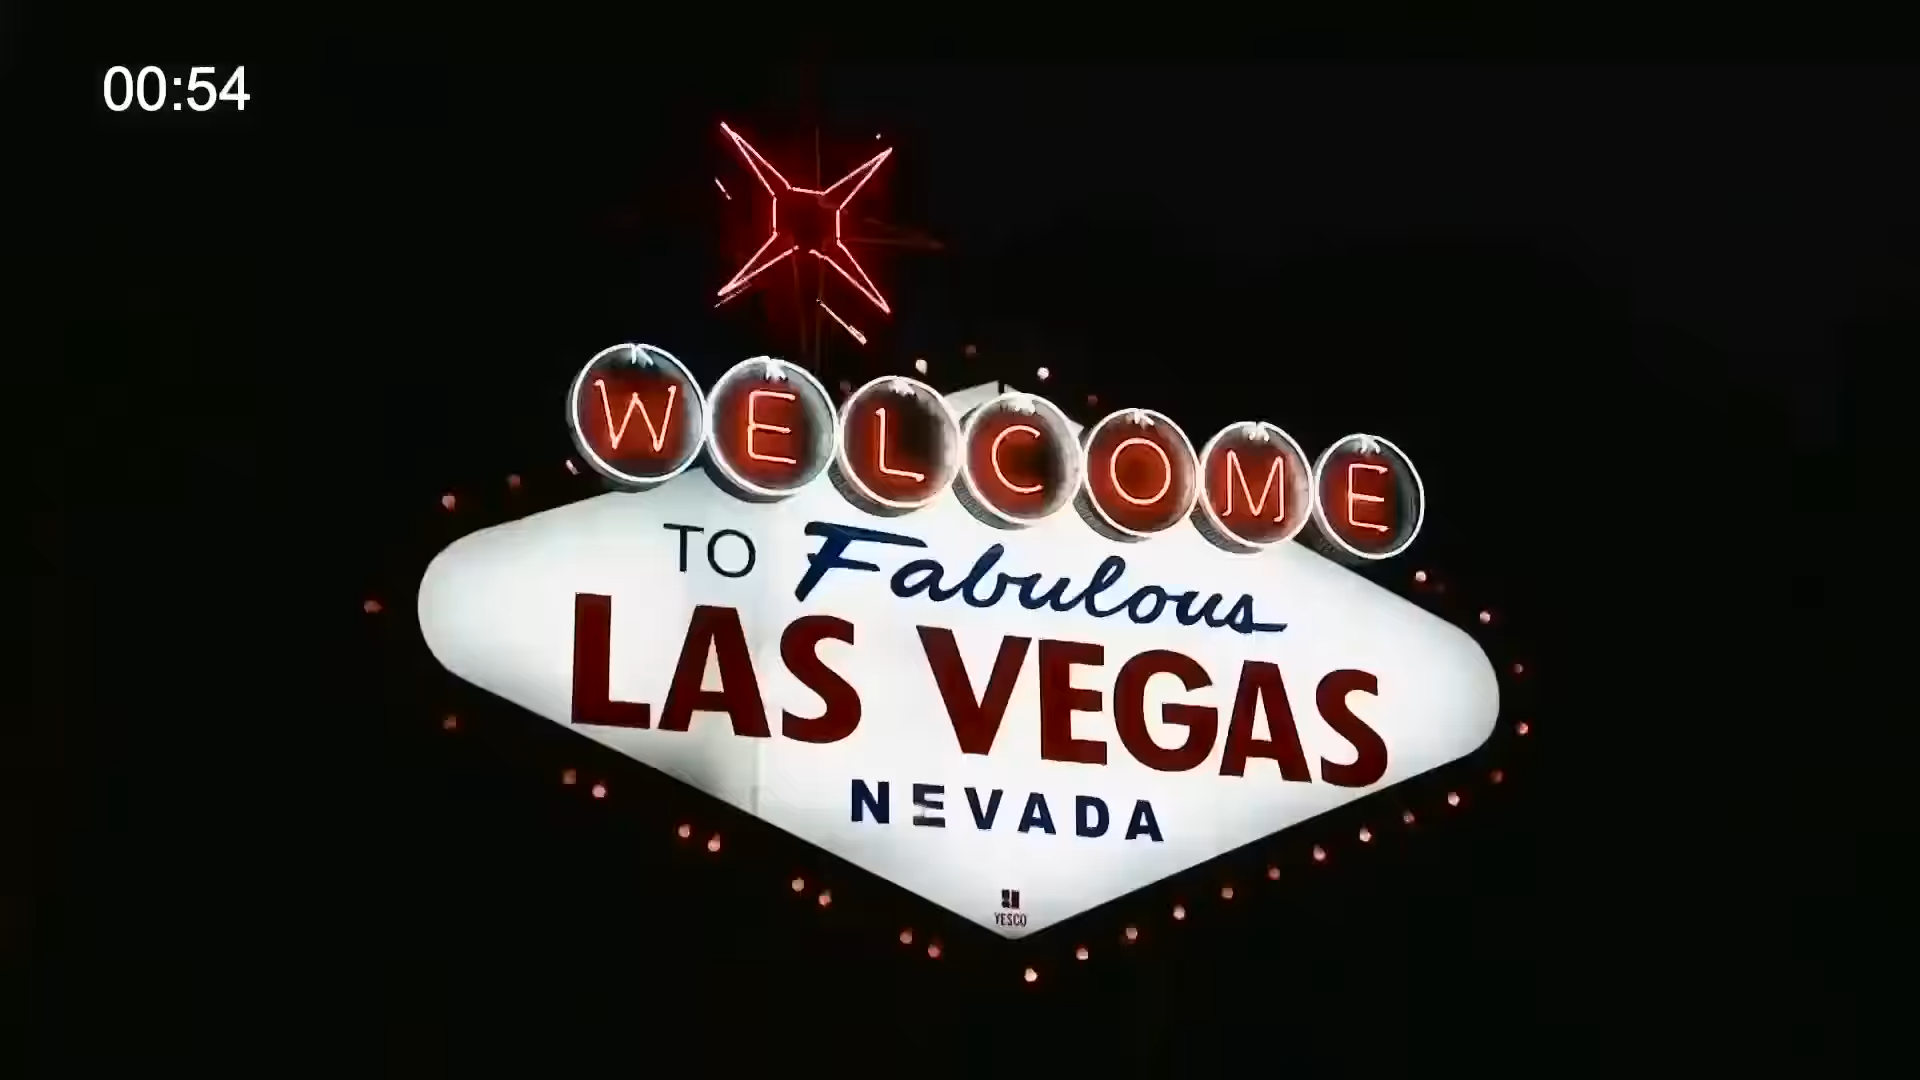 00:54
WELCOME
TO Fabulous
LAS VEGAS
NEVADA
YESCO